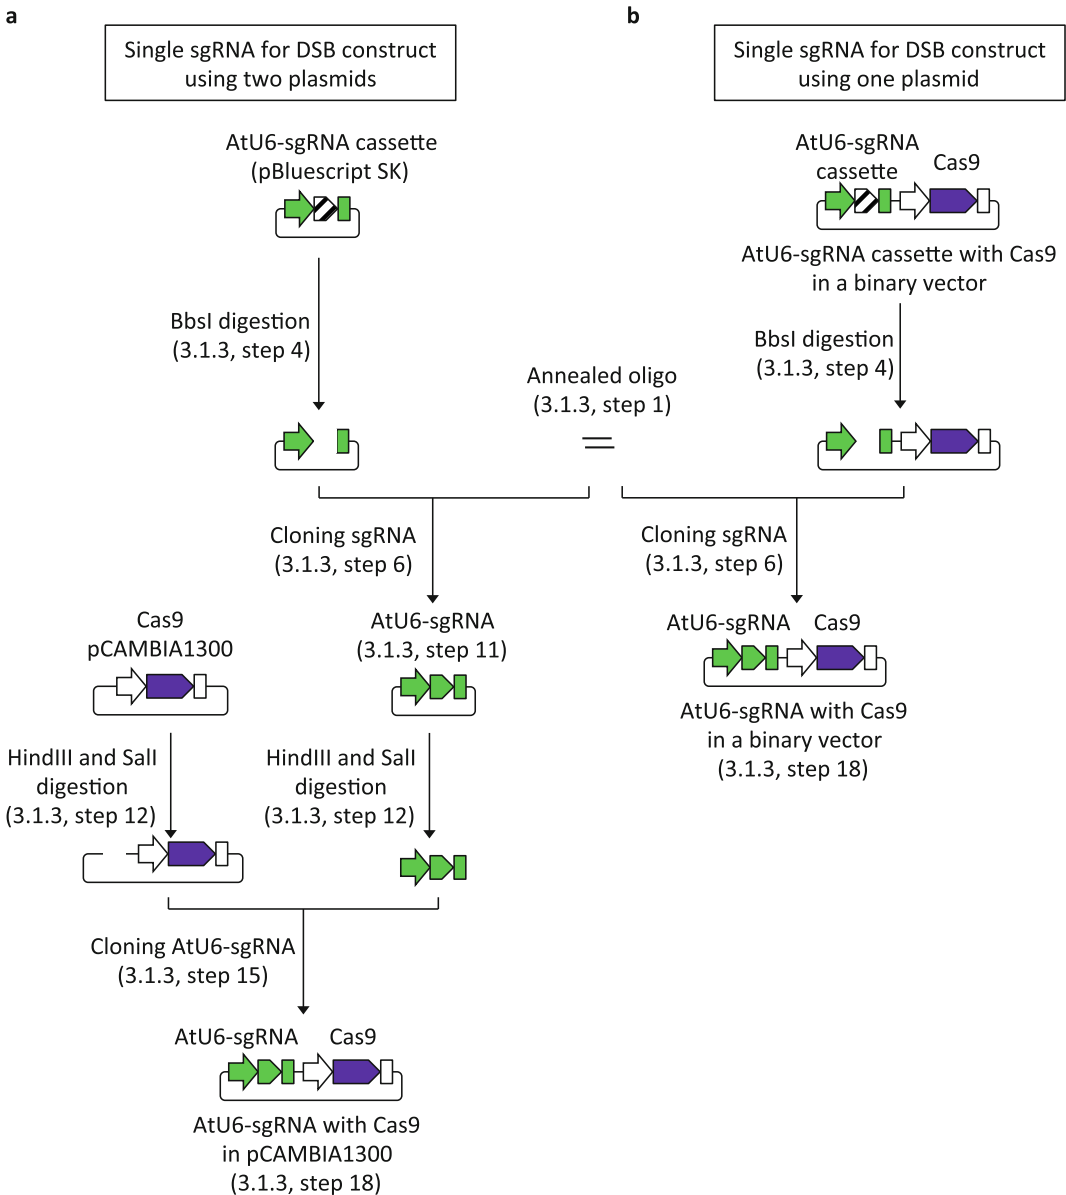 a
Single sgRNA for DSB construct
using two plasmids
AtU6-sgRNA cassette
(pBluescript SK)
BbsI digestion
(3.1.3, step 4)
Annealed oligo
(3.1.3, step 1)
Cloning sgRNA
(3.1.3, step 6)
Cas9
pCAMBIA1300
AtU6-sgRNA
(3.1.3, step 11)
HindIII and SalI
digestion
(3.1.3, step 12)
HindIII and SalI
digestion
(3.1.3, step 12)
Cloning AtU6-sgRNA
(3.1.3, step 15)
AtU6-sgRNA
Cas9
AtU6-sgRNA with Cas9
in pCAMBIA1300
(3.1.3, step 18)
b
Single sgRNA for DSB construct
using one plasmid
AtU6-sgRNA
cassette
Cas9
AtU6-sgRNA cassette with Cas9
in a binary vector
BbsI digestion
(3.1.3, step 4)
Cloning sgRNA
(3.1.3, step 6)
AtU6-sgRNA
Cas9
AtU6-sgRNA with Cas9
in a binary vector
(3.1.3, step 18)